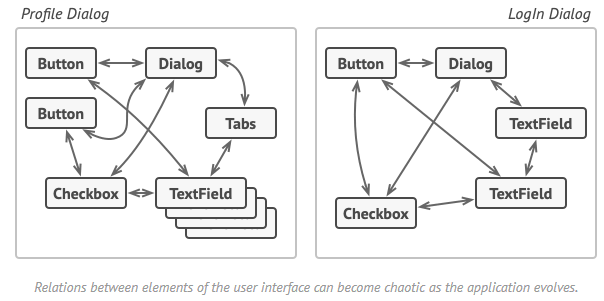 Profile Dialog
Button
Dialog
Button
Tabs
Checkbox
TextField
LogIn Dialog
Button
Dialog
TextField
TextField
Checkbox
Relations between elements of the user interface can become chaotic as the application evolves.